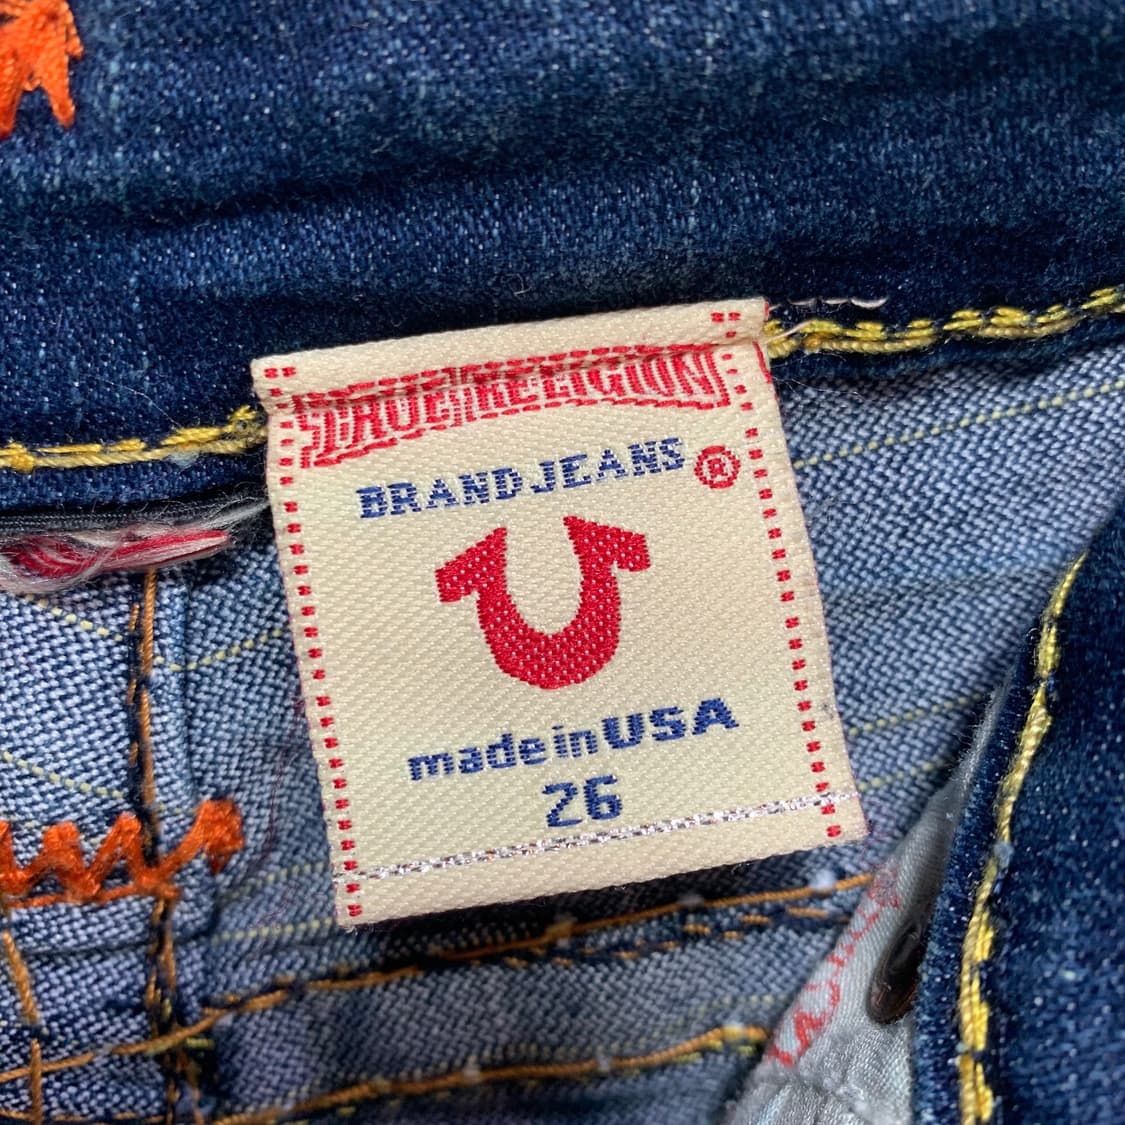 TRUE RELIGION
BRAND JEANS ®
made in USA
26